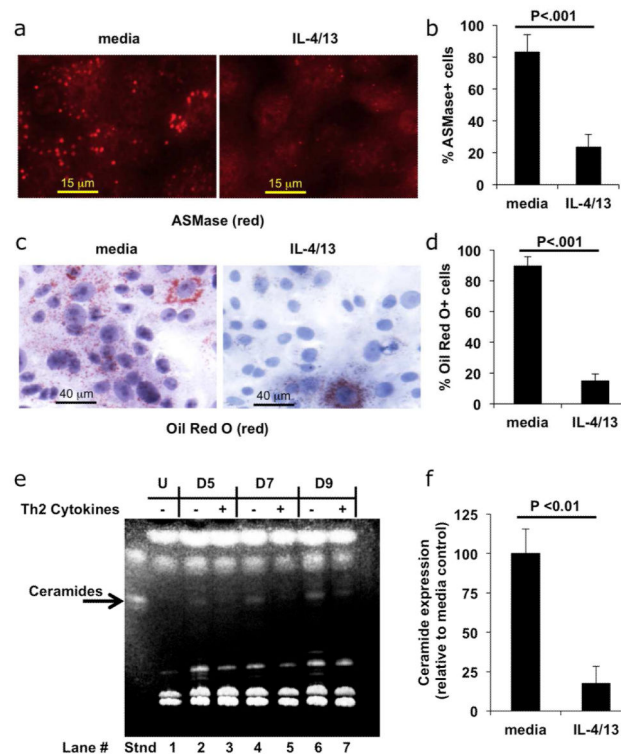 a
media
IL-4/13
15 μm
15 μm
ASMase (red)
b
P<.001
% ASMase+ cells
100
80
60
40
20
0
media
IL-4/13
c
media
IL-4/13
40 μm
40 μm
Oil Red O (red)
d
P<.001
% Oil Red O+ cells
100
80
60
40
20
0
media
IL-4/13
e
U
D5
D7
D9
Th2 Cytokines
- - + - + - +
Ceramides
Lane # Stnd 1 2 3 4 5 6 7
f
P <0.01
Ceramide expression
(relative to media control)
125
100
75
50
25
0
media
IL-4/13